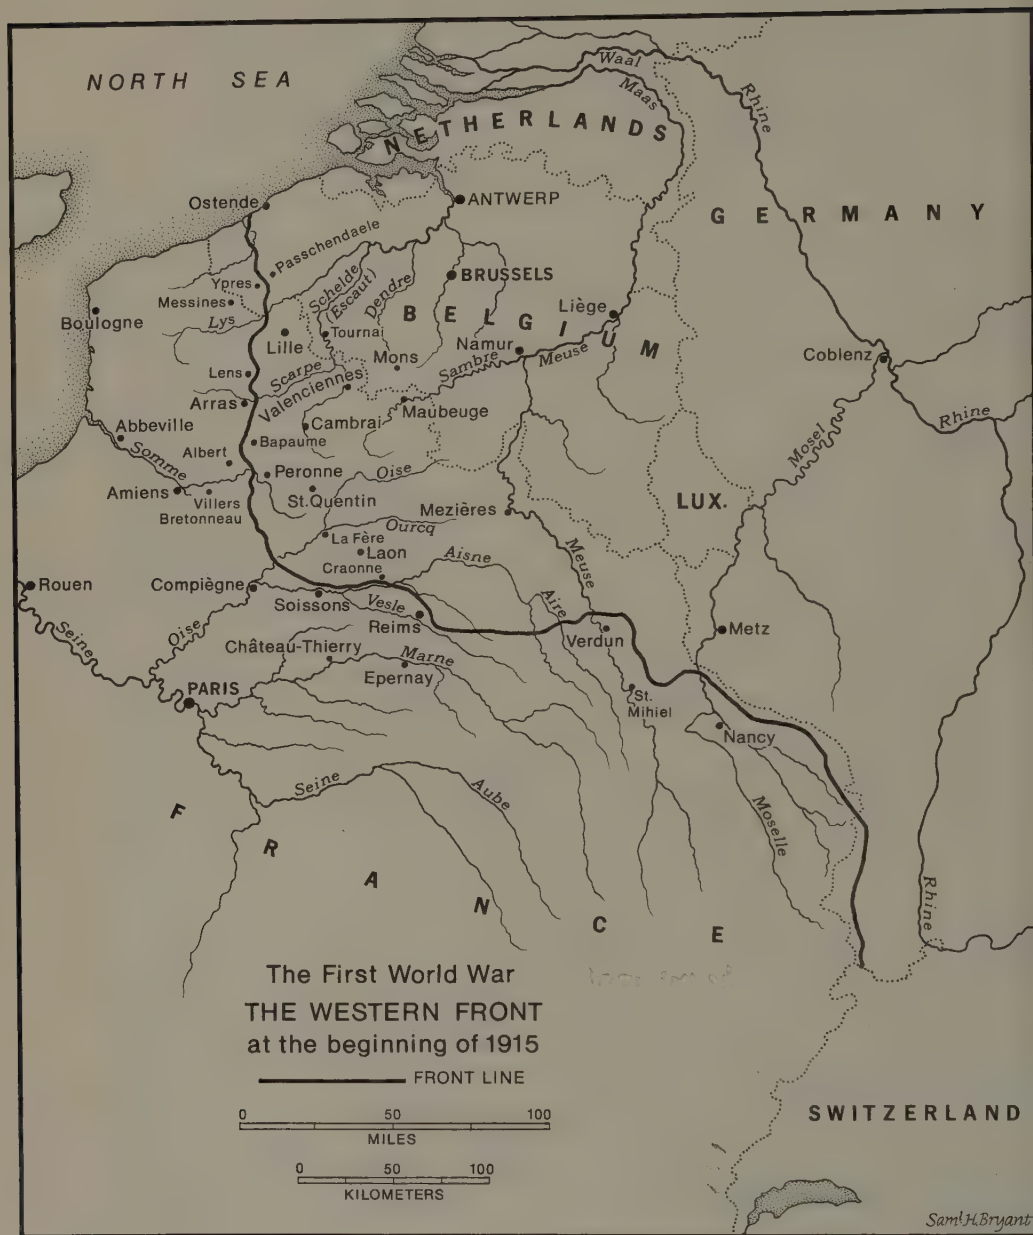 NORTH SEA
Waal
Maas
Rhine
NETHERLANDS
Ostende
ANTWERP
GERMANY
Passchendaele
Schelde
(Escaut)
Dendre
BRUSSELS
Ypres
Messines
BELGIUM
Liège
Boulogne
Lys
Lille
Tournai
Namur
Meuse
Mons
Sambre
Coblenz
Lens
Scarpe
Valenciennes
Arras
Maubeuge
Rhine
Abbeville
Cambrai
Mosel
Albert
Bapaume
Somme
Peronne
Oise
Amiens
Villers
Bretonneau
St.Quentin
Mezières
LUX.
Ourcq
La Fère
Laon
Meuse
Craonne
Aisne
Rouen
Compiègne
Soissons
Vesle
Aire
Seine
Oise
Reims
Verdun
Metz
Château-Thierry
Marne
Epernay
PARIS
St.
Mihiel
Nancy
Seine
Aube
Moselle
FRANCE
Rhine
The First World War
THE WESTERN FRONT
at the beginning of 1915
FRONT LINE
0 50 100
MILES
0 50 100
KILOMETERS
SWITZERLAND
Saml.H.Bryant